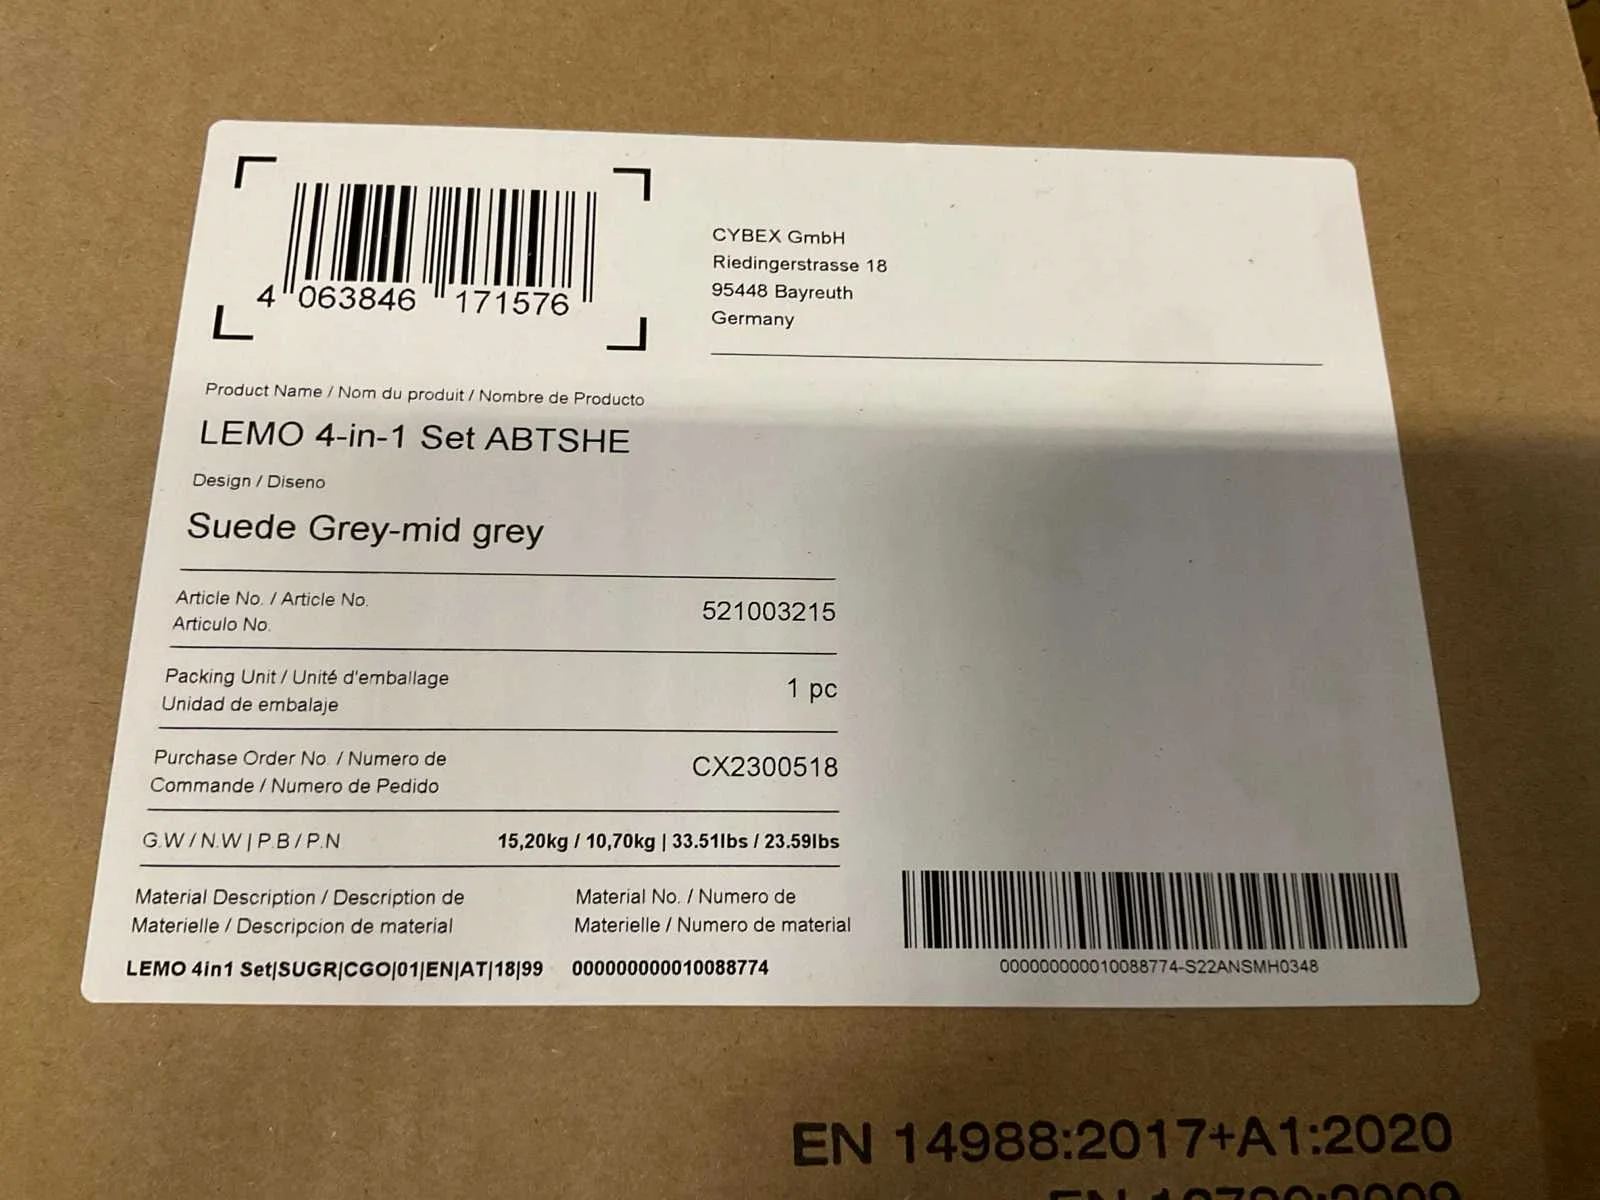 4 063846 171576
CYBEX GmbH
Riedingerstrasse 18
95448 Bayreuth
Germany
Product Name / Nom du produit / Nombre de Producto
LEMO 4-in-1 Set ABTSHE
Design / Diseno
Suede Grey-mid grey
Article No. / Article No.
Articulo No.
521003215
Packing Unit / Unité d'emballage
Unidad de embalaje
1 pc
Purchase Order No. / Numero de
Commande / Numero de Pedido
CX2300518
G.W / N.W | P.B / P.N
15,20kg / 10,70kg | 33.51lbs / 23.59lbs
Material Description / Description de
Materielle / Descripcion de material
LEMO 4in1 Set|SUGR|CGO|01|EN|AT|18|99
Material No. / Numero de
Materielle / Numero de material
000000000010088774
000000000010088774-S22ANSMH0348
EN 14988:2017+A1:2020